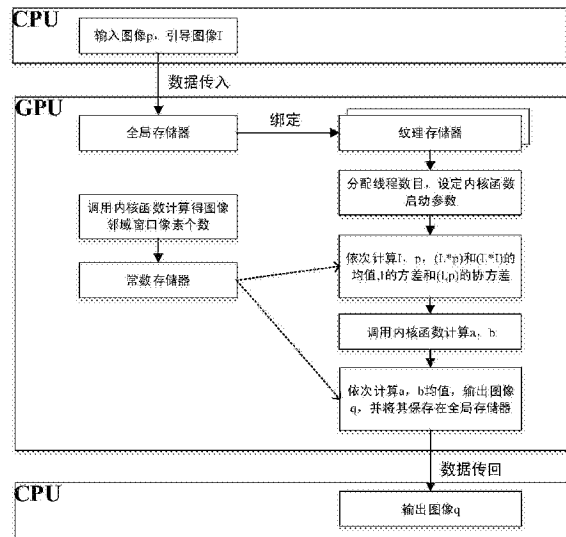 CPU
输入图像p，引导图像I
数据传入
GPU
全局存储器
绑定
纹理存储器
分配线程数目，设定内核函数
启动参数
调用内核函数计算得图像
邻域窗口像素个数
常数存储器
依次计算I、p，(I.*p)和(I.*I)的
均值,I的方差和(I,p)的协方差
调用内核函数计算a，b
依次计算a，b均值，输出图像
q，并将其保存在全局存储器
数据传回
CPU
输出图像q